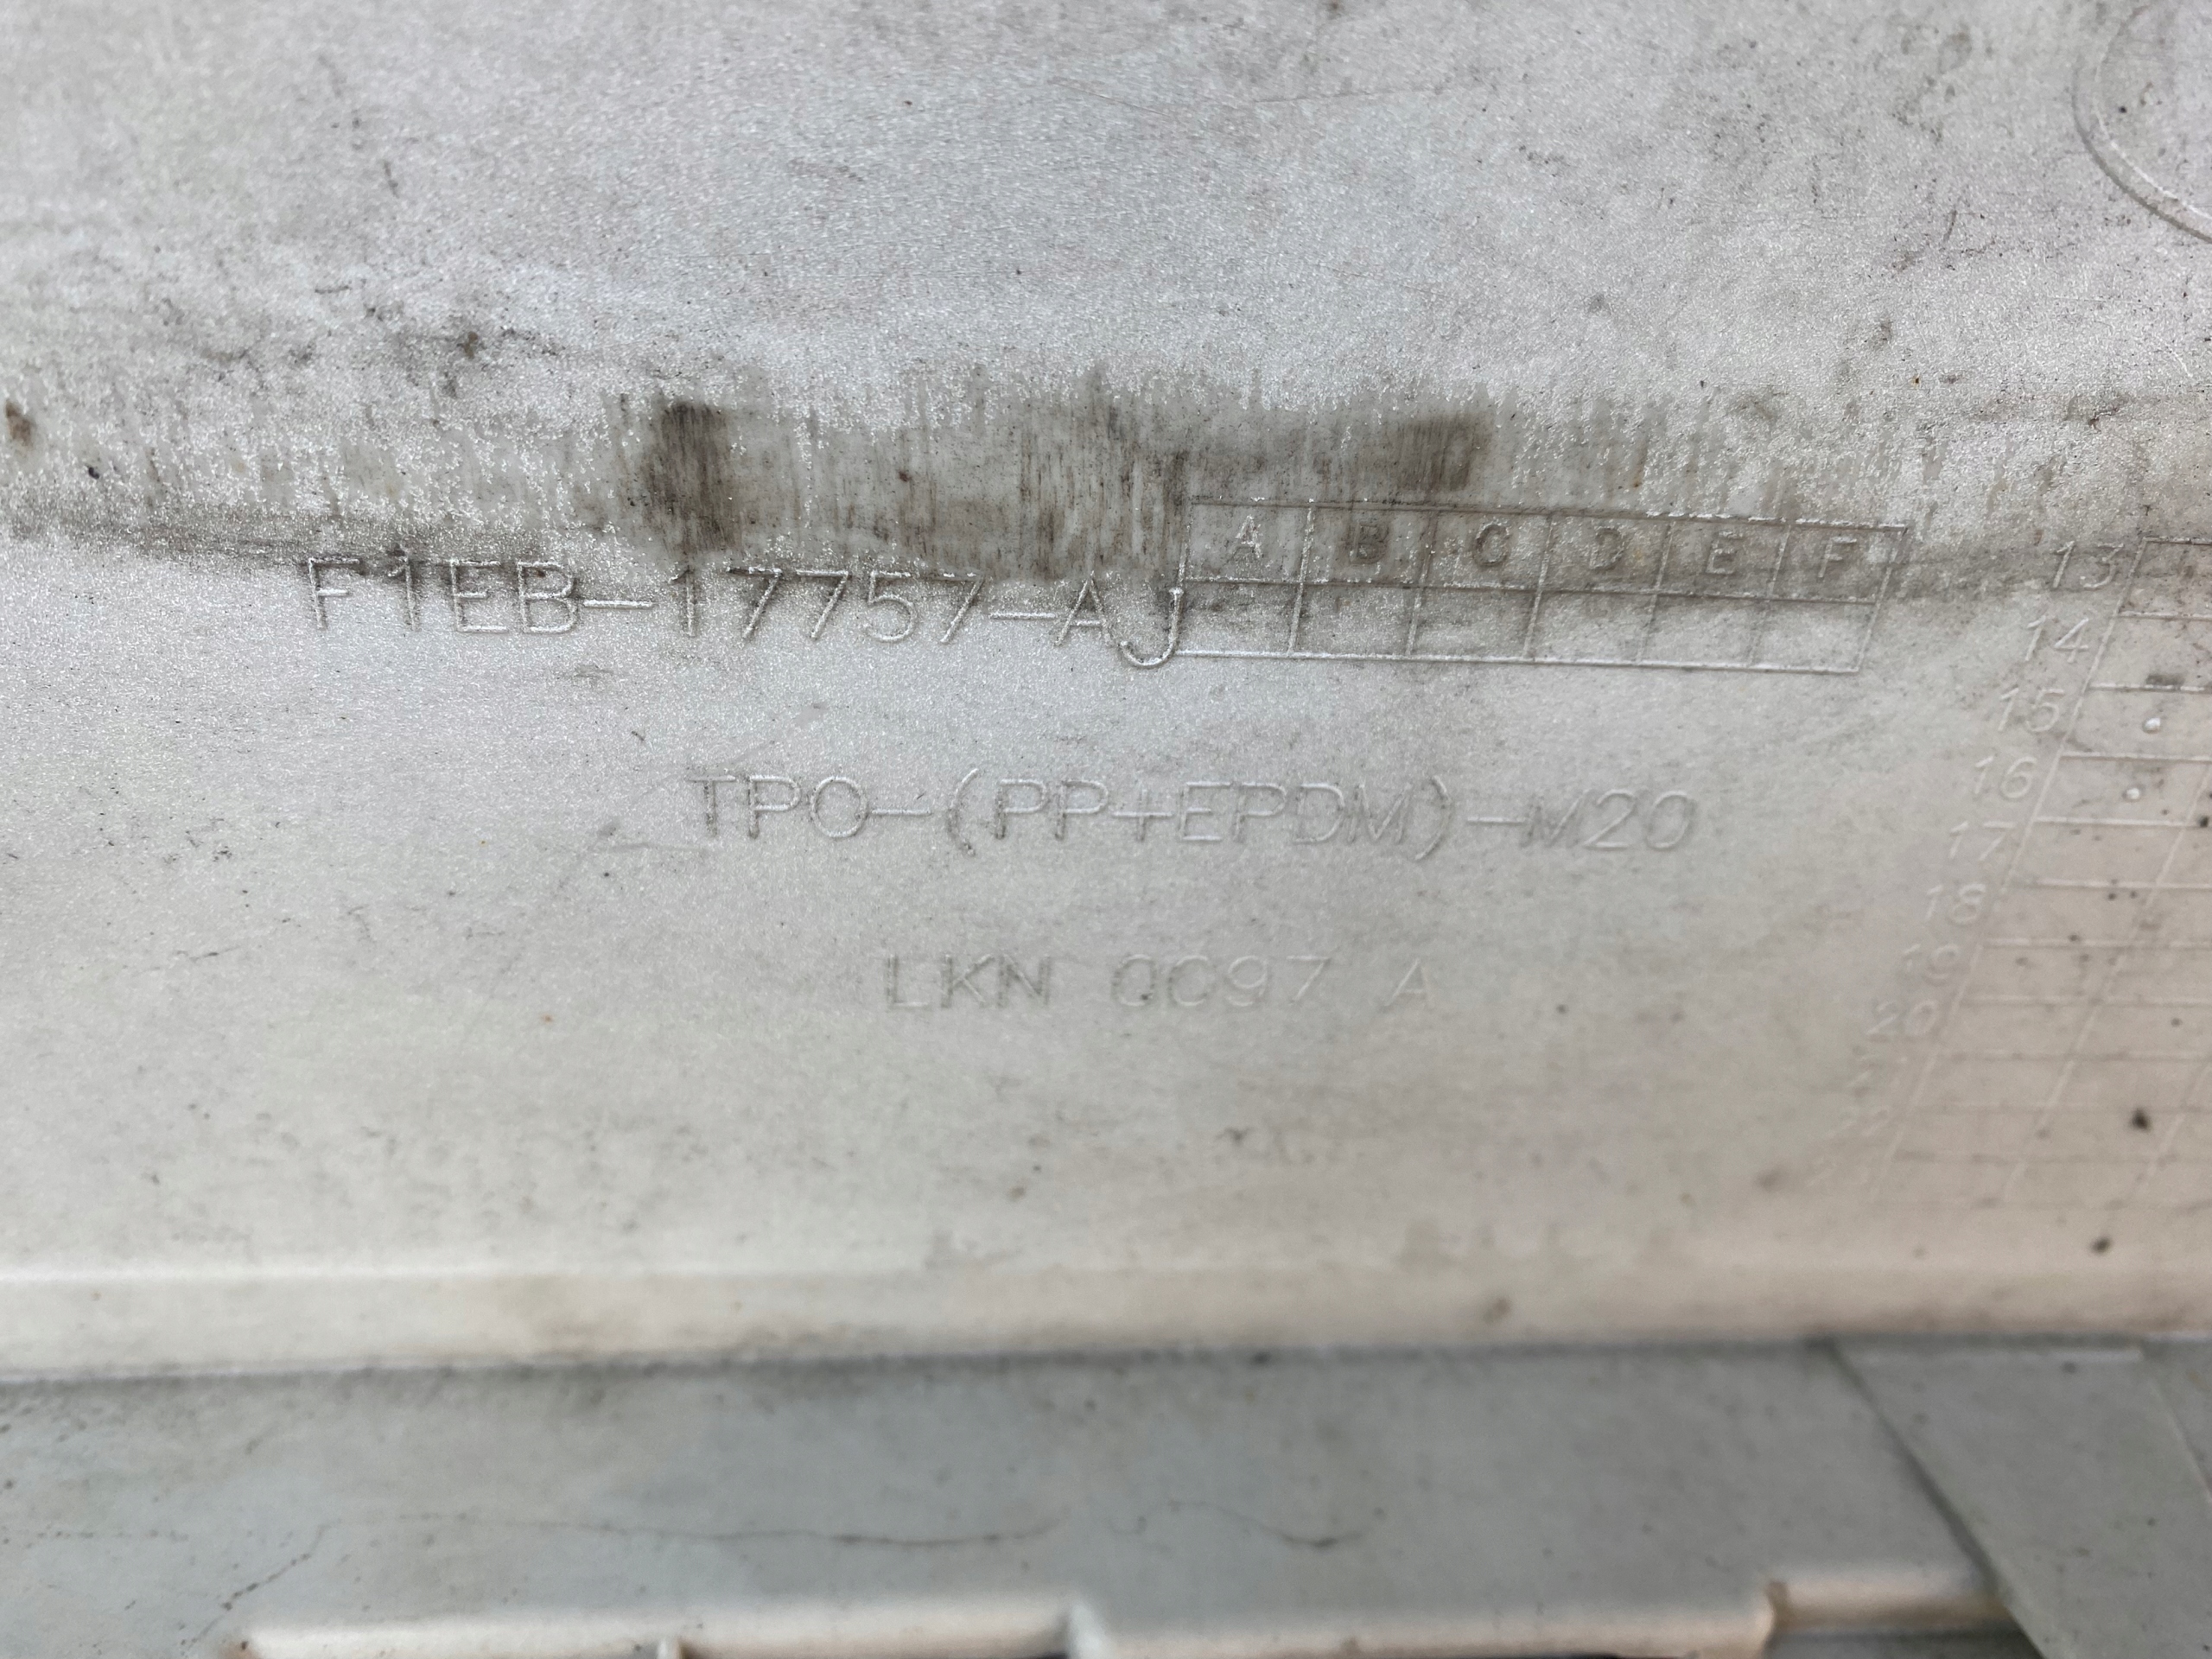 F1EB-17757-AJ
A B C D E F
TPO-(PP+EPDM)-M20
LKN 0C97 A
13
14
15
16
17
18
19
20